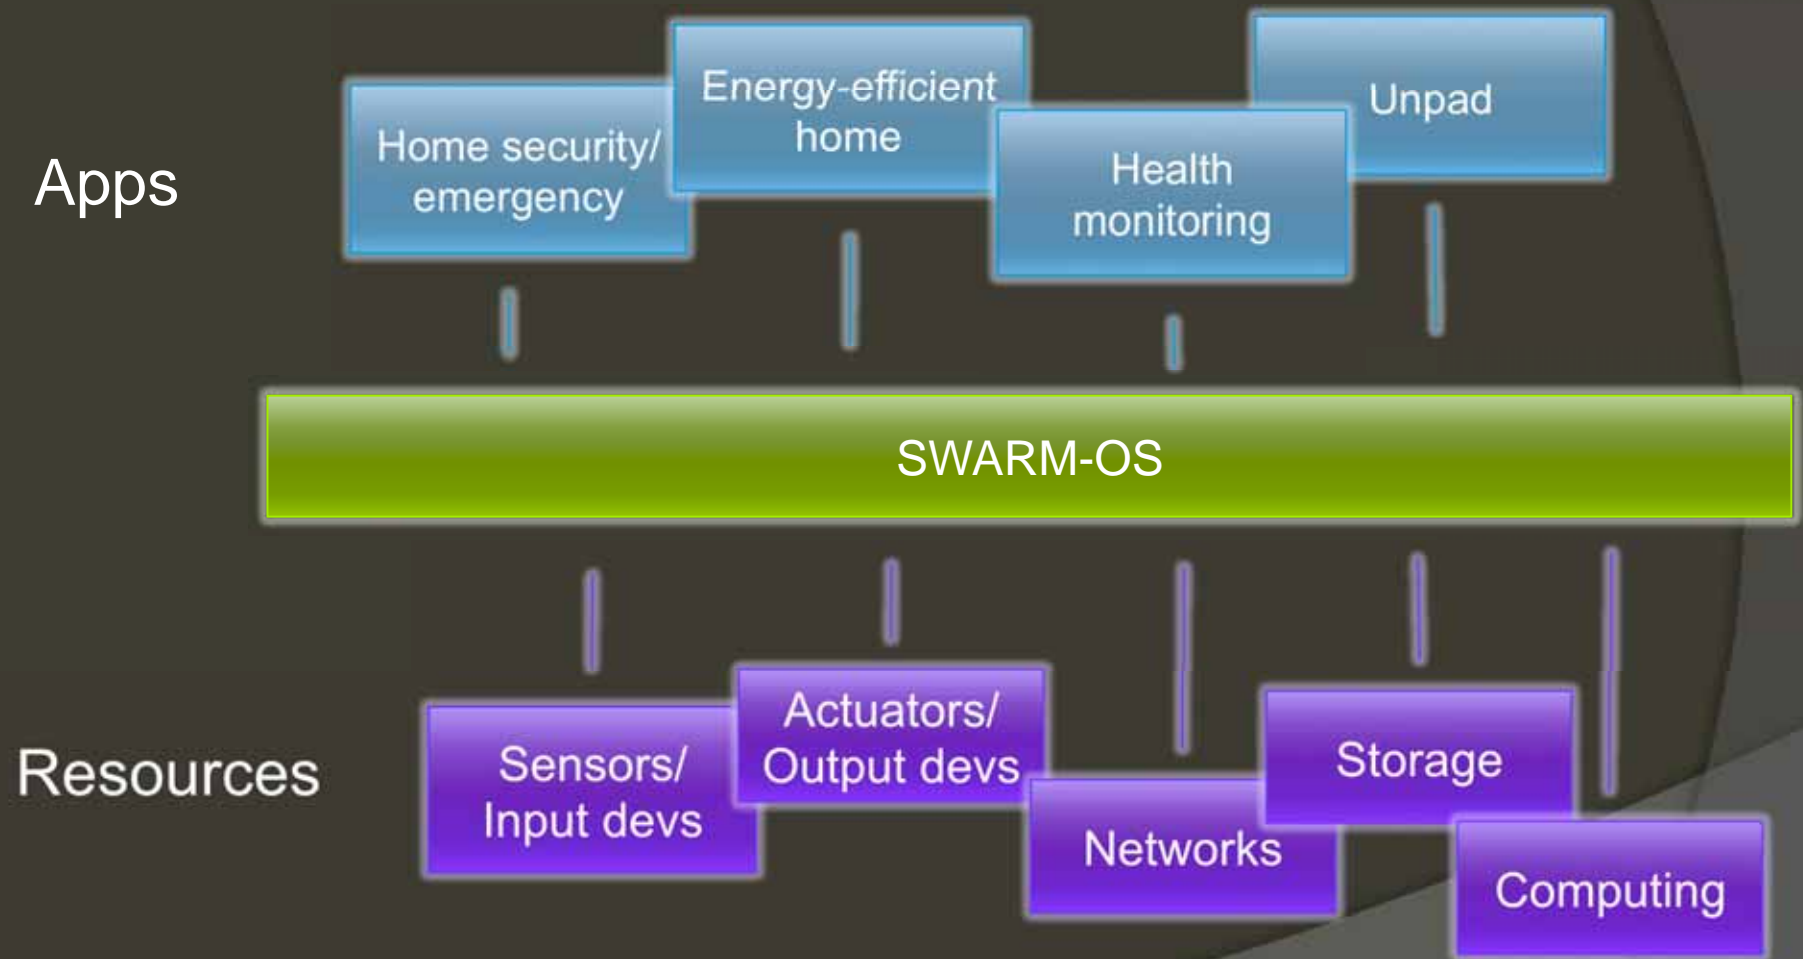 Apps
Home security/
emergency
Energy-efficient
home
Health
monitoring
Unpad
SWARM-OS
Resources
Sensors/
Input devs
Actuators/
Output devs
Networks
Storage
Computing